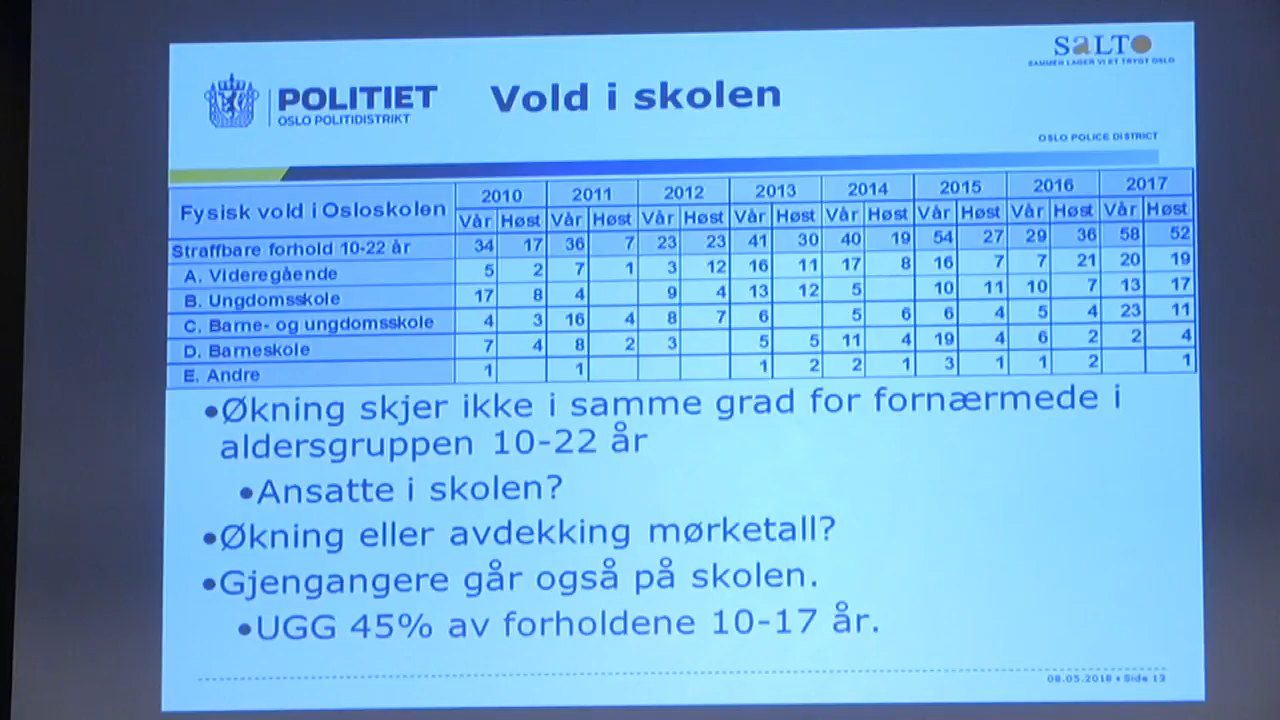 SaLTO
SAMMEN LAGER VI ET TRYGT OSLO
POLITIET
OSLO POLITIDISTRIKT
Vold i skolen
OSLO POLICE DISTRICT
Fysisk vold i Osloskolen 2010 2011 2012 2013 2014 2015 2016 2017
Vår Høst Vår Høst Vår Høst Vår Høst Vår Høst Vår Høst Vår Høst Vår Høst
Straffbare forhold 10-22 år 34 17 36 7 23 23 41 30 40 19 54 27 29 36 58 52
A. Videregående 5 2 7 1 3 12 16 11 17 8 16 7 7 21 20 19
B. Ungdomsskole 17 8 4 9 4 13 12 5 10 11 10 7 13 17
C. Barne- og ungdomsskole 4 3 16 4 8 7 6 5 6 6 4 5 4 23 11
D. Barneskole 7 4 8 2 3 5 5 11 4 19 4 6 2 2 4
E. Andre 1 1 1 2 2 1 3 1 1 2 1
•Økning skjer ikke i samme grad for fornærmede i
aldersgruppen 10-22 år
•Ansatte i skolen?
•Økning eller avdekking mørketall?
•Gjengangere går også på skolen.
•UGG 45% av forholdene 10-17 år.
08.05.2018 • Side 13